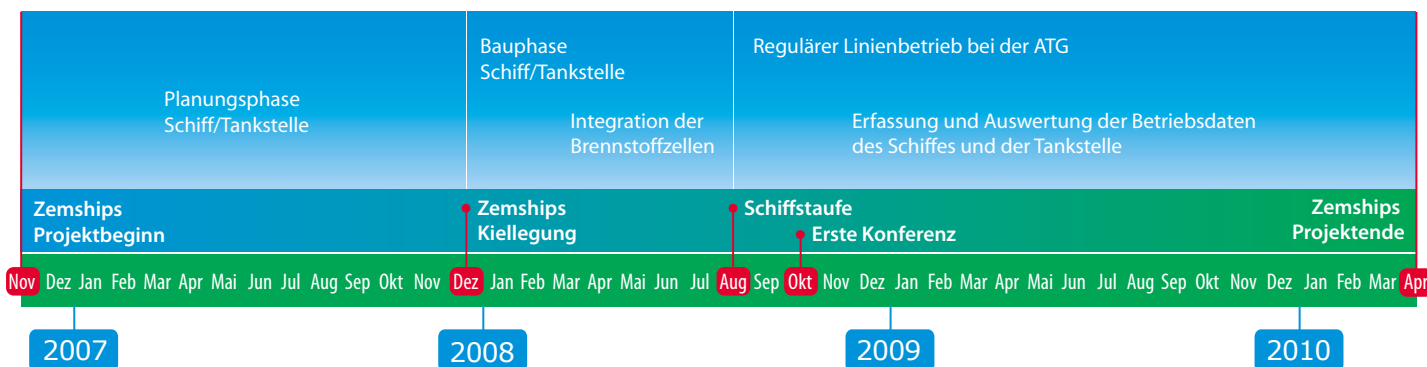 Planungsphase
Schiff/Tankstelle
Bauphase
Schiff/Tankstelle
Integration der
Brennstoffzellen
Regulärer Linienbetrieb bei der ATG
Erfassung und Auswertung der Betriebsdaten
des Schiffes und der Tankstelle
Zemships
Projektbeginn
Zemships
Kiellegung
Schiffstaufe
Erste Konferenz
Zemships
Projektende
Nov Dez Jan Feb Mar Apr Mai Jun Jul Aug Sep Okt Nov Dez Jan Feb Mar Apr Mai Jun Jul Aug Sep Okt Nov Dez Jan Feb Mar Apr Mai Jun Jul Aug Sep Okt Nov Dez Jan Feb Mar Apr
2007 2008 2009 2010